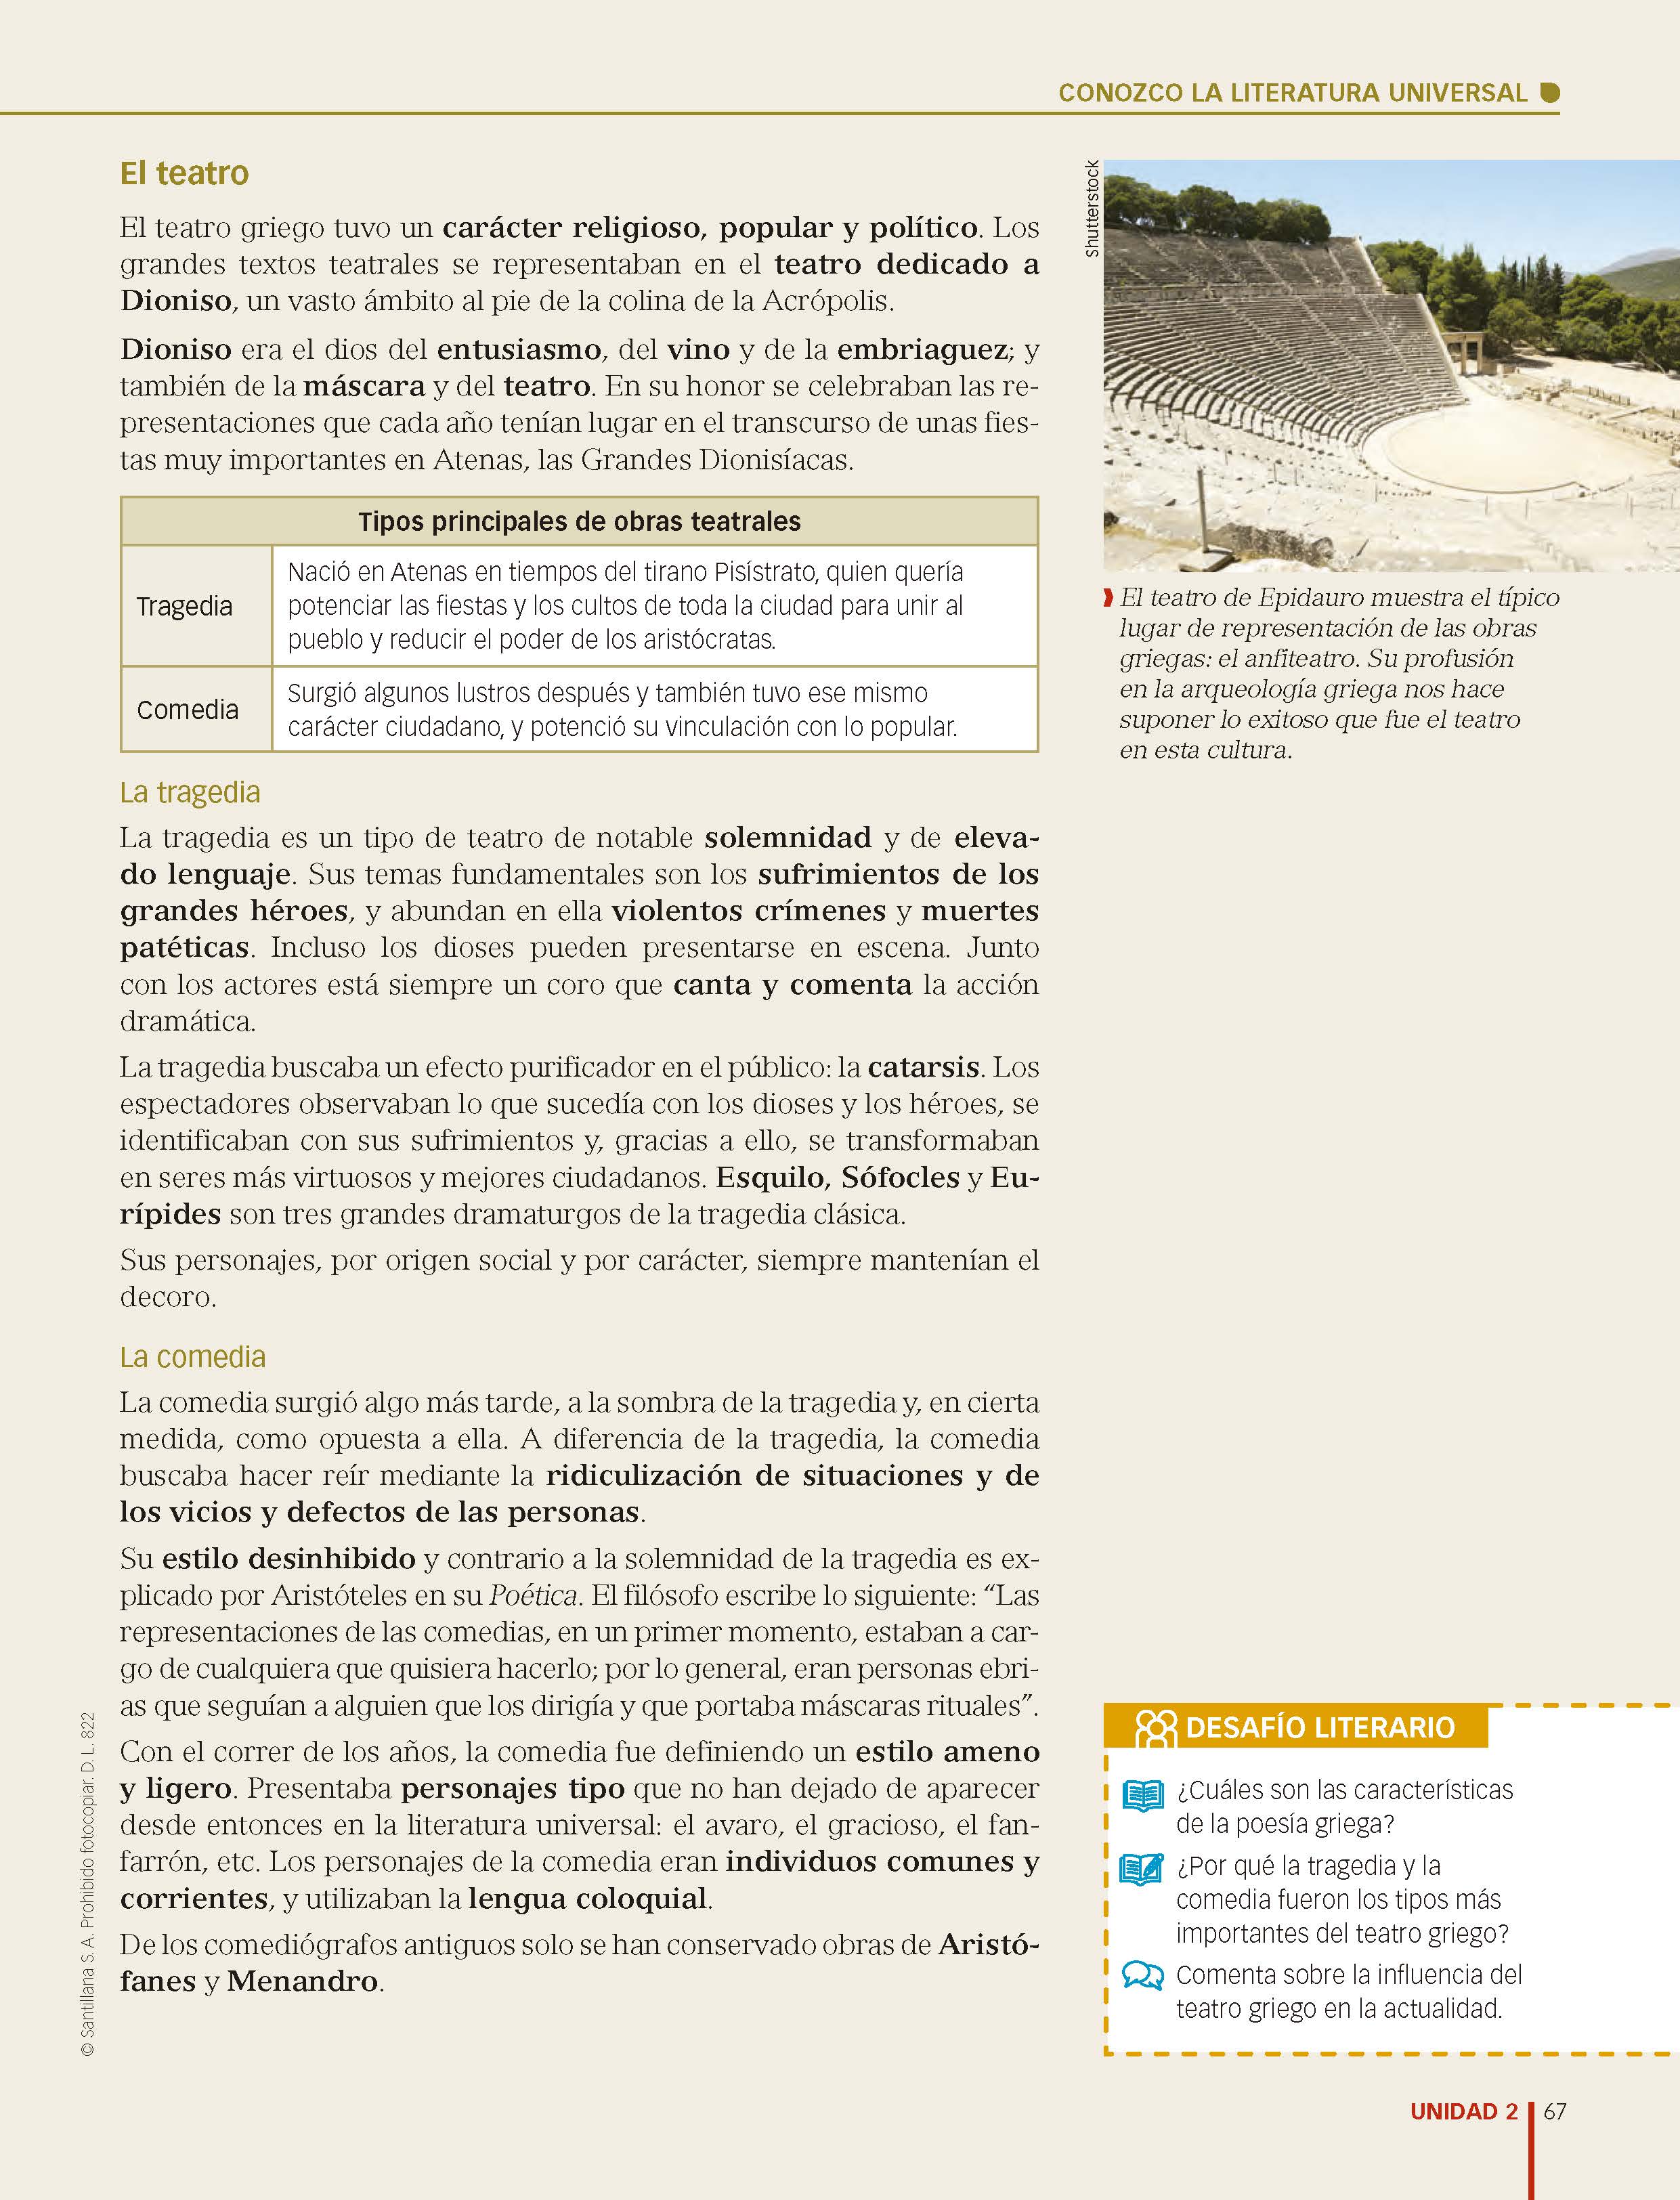 CONOZCO LA LITERATURA UNIVERSAL
El teatro
El teatro griego tuvo un carácter religioso, popular y político. Los
grandes textos teatrales se representaban en el teatro dedicado a
Dioniso, un vasto ámbito al pie de la colina de la Acrópolis.
Dioniso era el dios del entusiasmo, del vino y de la embriaguez; y
también de la máscara y del teatro. En su honor se celebraban las re-
presentaciones que cada año tenían lugar en el transcurso de unas fies-
tas muy importantes en Atenas, las Grandes Dionisíacas.
Tipos principales de obras teatrales
Tragedia
Nació en Atenas en tiempos del tirano Pisístrato, quien quería
potenciar las fiestas y los cultos de toda la ciudad para unir al
pueblo y reducir el poder de los aristócratas.
Comedia
Surgió algunos lustros después y también tuvo ese mismo
carácter ciudadano, y potenció su vinculación con lo popular.
La tragedia
La tragedia es un tipo de teatro de notable solemnidad y de eleva-
do lenguaje. Sus temas fundamentales son los sufrimientos de los
grandes héroes, y abundan en ella violentos crímenes y muertes
patéticas. Incluso los dioses pueden presentarse en escena. Junto
con los actores está siempre un coro que canta y comenta la acción
dramática.
La tragedia buscaba un efecto purificador en el público: la catarsis. Los
espectadores observaban lo que sucedía con los dioses y los héroes, se
identificaban con sus sufrimientos y, gracias a ello, se transformaban
en seres más virtuosos y mejores ciudadanos. Esquilo, Sófocles y Eu-
rípides son tres grandes dramaturgos de la tragedia clásica.
Sus personajes, por origen social y por carácter, siempre mantenían el
decoro.
La comedia
La comedia surgió algo más tarde, a la sombra de la tragedia y, en cierta
medida, como opuesta a ella. A diferencia de la tragedia, la comedia
buscaba hacer reír mediante la ridiculización de situaciones y de
los vicios y defectos de las personas.
Su estilo desinhibido y contrario a la solemnidad de la tragedia es ex-
plicado por Aristóteles en su Poética. El filósofo escribe lo siguiente: “Las
representaciones de las comedias, en un primer momento, estaban a car-
go de cualquiera que quisiera hacerlo; por lo general, eran personas ebri-
as que seguían a alguien que los dirigía y que portaba máscaras rituales”.
Con el correr de los años, la comedia fue definiendo un estilo ameno
y ligero. Presentaba personajes tipo que no han dejado de aparecer
desde entonces en la literatura universal: el avaro, el gracioso, el fan-
farrón, etc. Los personajes de la comedia eran individuos comunes y
corrientes, y utilizaban la lengua coloquial.
De los comediógrafos antiguos solo se han conservado obras de Aristó-
fanes y Menandro.
© Santillana S. A. Prohibido fotocopiar. D. L. 822
Shutterstock
El teatro de Epidauro muestra el típico
lugar de representación de las obras
griegas: el anfiteatro. Su profusión
en la arqueología griega nos hace
suponer lo exitoso que fue el teatro
en esta cultura.
DESAFÍO LITERARIO
¿Cuáles son las características
de la poesía griega?
¿Por qué la tragedia y la
comedia fueron los tipos más
importantes del teatro griego?
Comenta sobre la influencia del
teatro griego en la actualidad.
UNIDAD 2
67